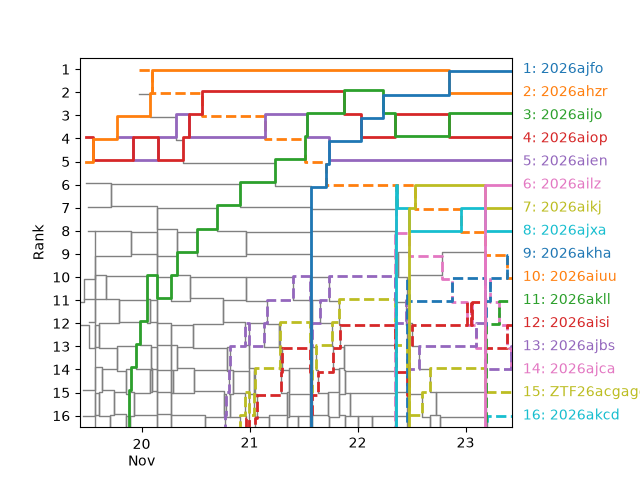 1
2
3
4
5
6
7
8
9
10
11
12
13
14
15
16
Rank
20
21
22
23
Nov
1: 2026ajfo
2: 2026ahzr
3: 2026aijo
4: 2026aiop
5: 2026aien
6: 2026ailz
7: 2026aikj
8: 2026ajxa
9: 2026akha
10: 2026aiuu
11: 2026akll
12: 2026aisi
13: 2026ajbs
14: 2026ajca
15: ZTF26acgag
16: 2026akcd